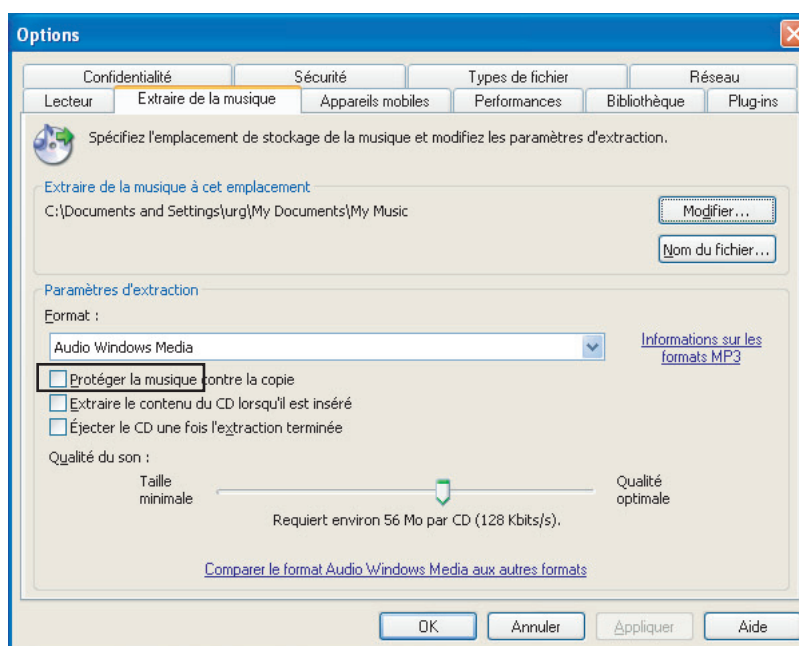 Options
Confidentialité Sécurité Types de fichier Réseau
Lecteur Extraire de la musique Appareils mobiles Performances Bibliothèque Plug-ins
Spécifiez l'emplacement de stockage de la musique et modifiez les paramètres d'extraction.
Extraire de la musique à cet emplacement
C:\Documents and Settings\urg\My Documents\My Music
Modifier...
Nom du fichier...
Paramètres d'extraction
Format :
Audio Windows Media
Informations sur les
formats MP3
Protéger la musique contre la copie
Extraire le contenu du CD lorsqu'il est inséré
Éjecter le CD une fois l'extraction terminée
Qualité du son :
Taille
minimale
Qualité
optimale
Requiert environ 56 Mo par CD (128 Kbits/s).
Comparer le format Audio Windows Media aux autres formats
OK Annuler Appliquer Aide